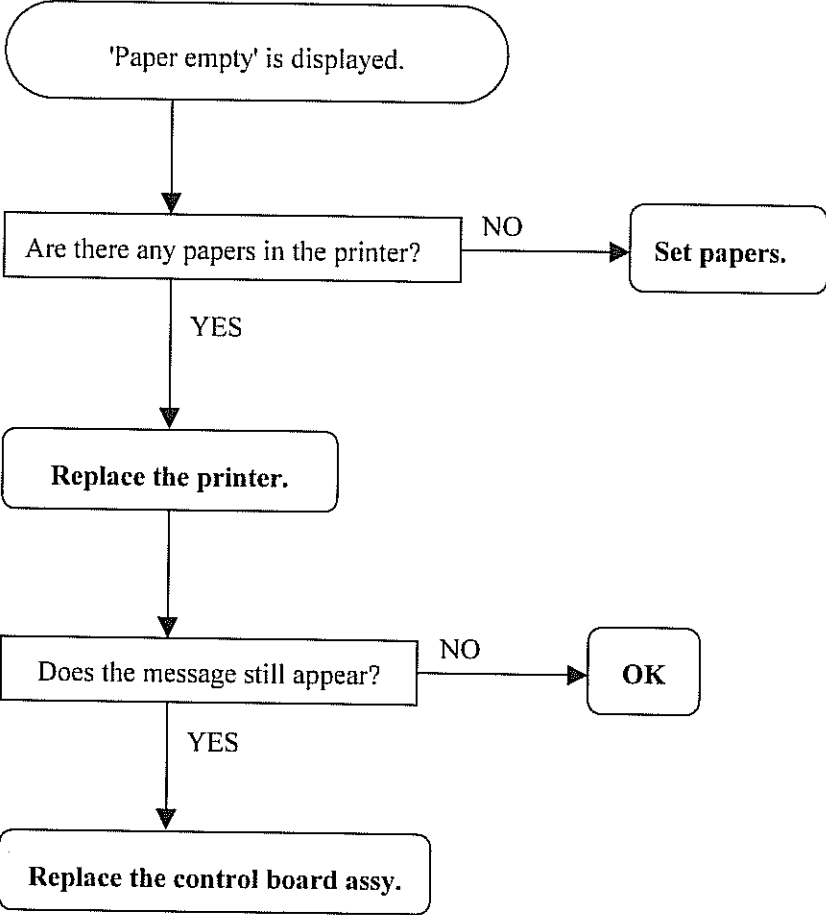 'Paper empty' is displayed.
Are there any papers in the printer?
NO
Set papers.
YES
Replace the printer.
Does the message still appear?
NO
OK
YES
Replace the control board assy.